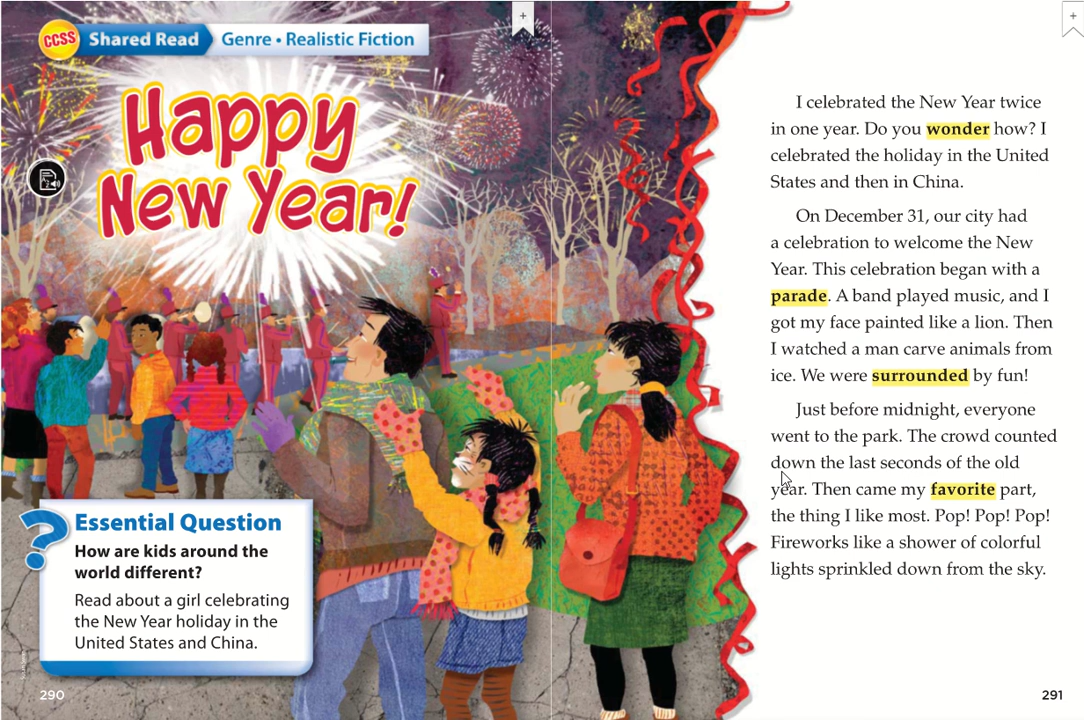 CCSS Shared Read Genre • Realistic Fiction
Happy
New Year!
Essential Question
How are kids around the
world different?
Read about a girl celebrating
the New Year holiday in the
United States and China.
290
I celebrated the New Year twice
in one year. Do you wonder how? I
celebrated the holiday in the United
States and then in China.
On December 31, our city had
a celebration to welcome the New
Year. This celebration began with a
parade. A band played music, and I
got my face painted like a lion. Then
I watched a man carve animals from
ice. We were surrounded by fun!
Just before midnight, everyone
went to the park. The crowd counted
down the last seconds of the old
year. Then came my favorite part,
the thing I like most. Pop! Pop! Pop!
Fireworks like a shower of colorful
lights sprinkled down from the sky.
291